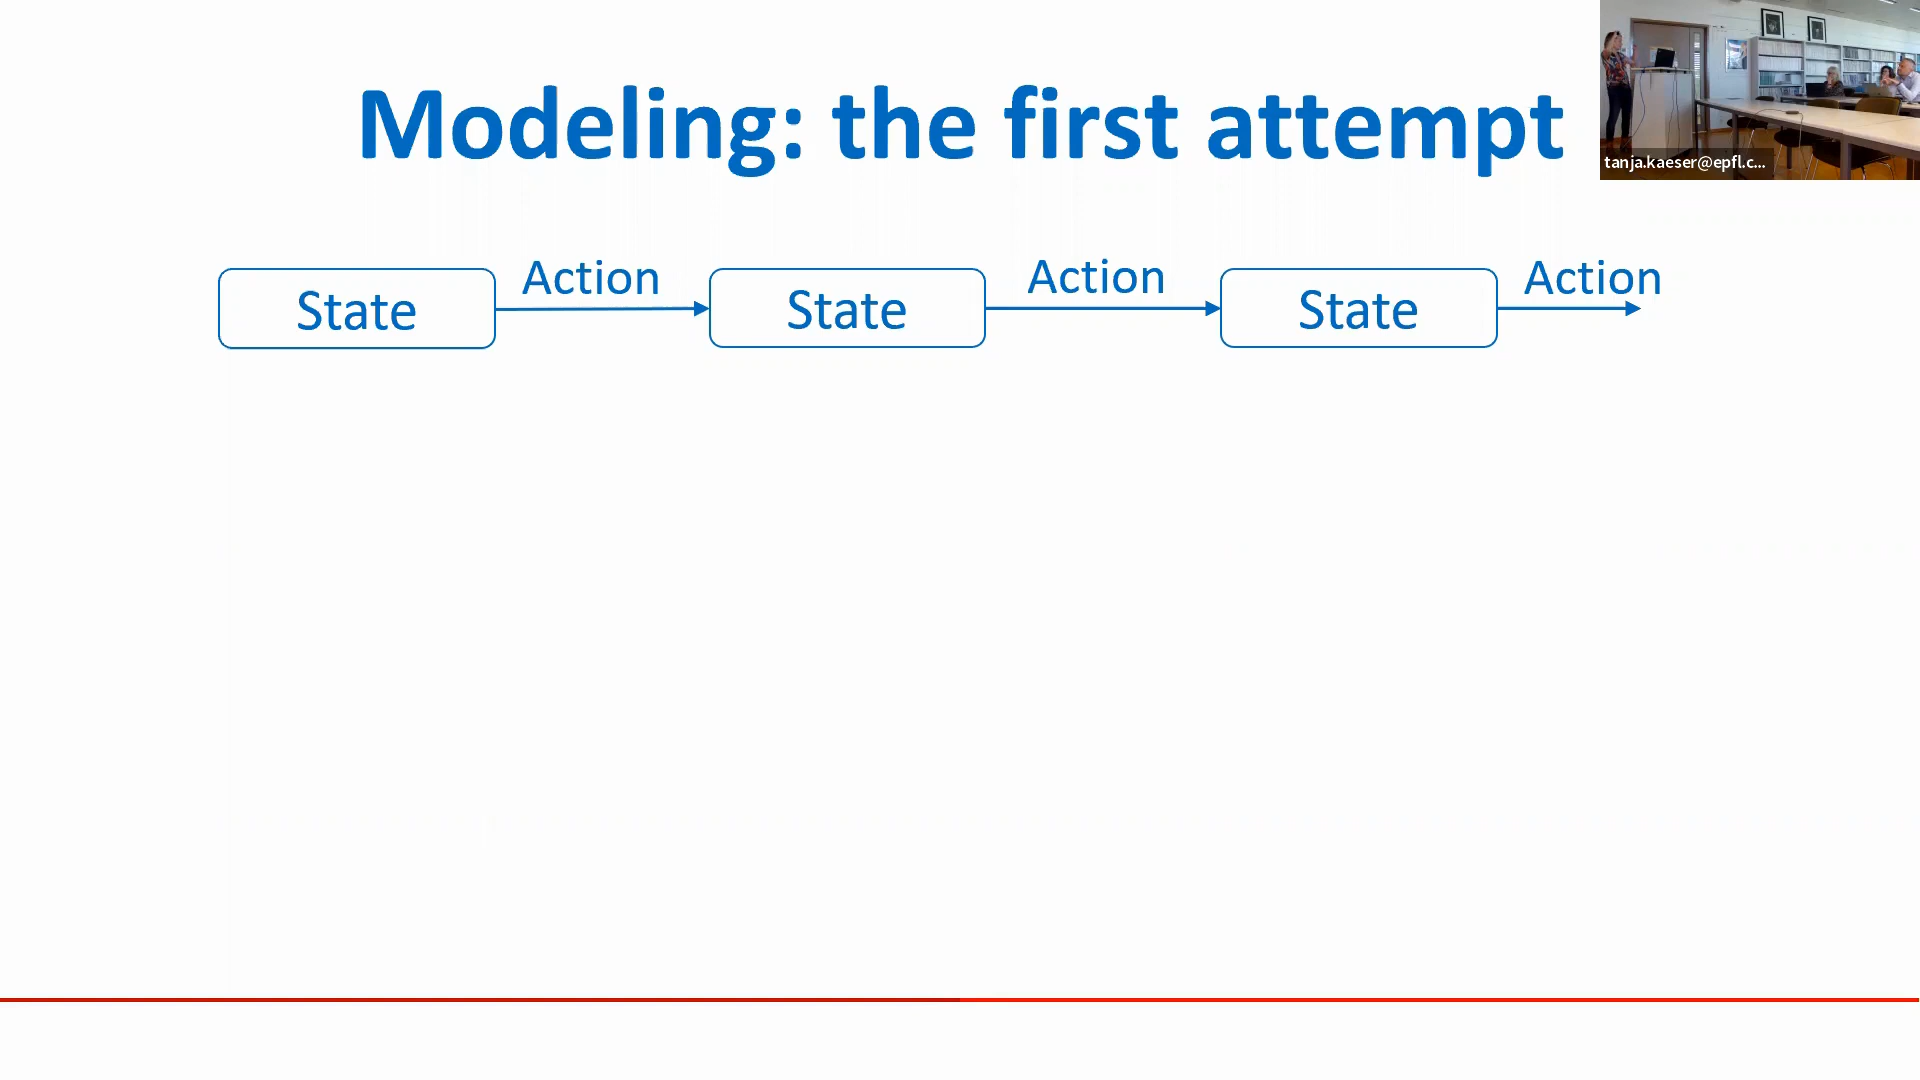 Modeling: the first attempt
tanja.kaeser@epfl.c...
Action Action Action
State State State